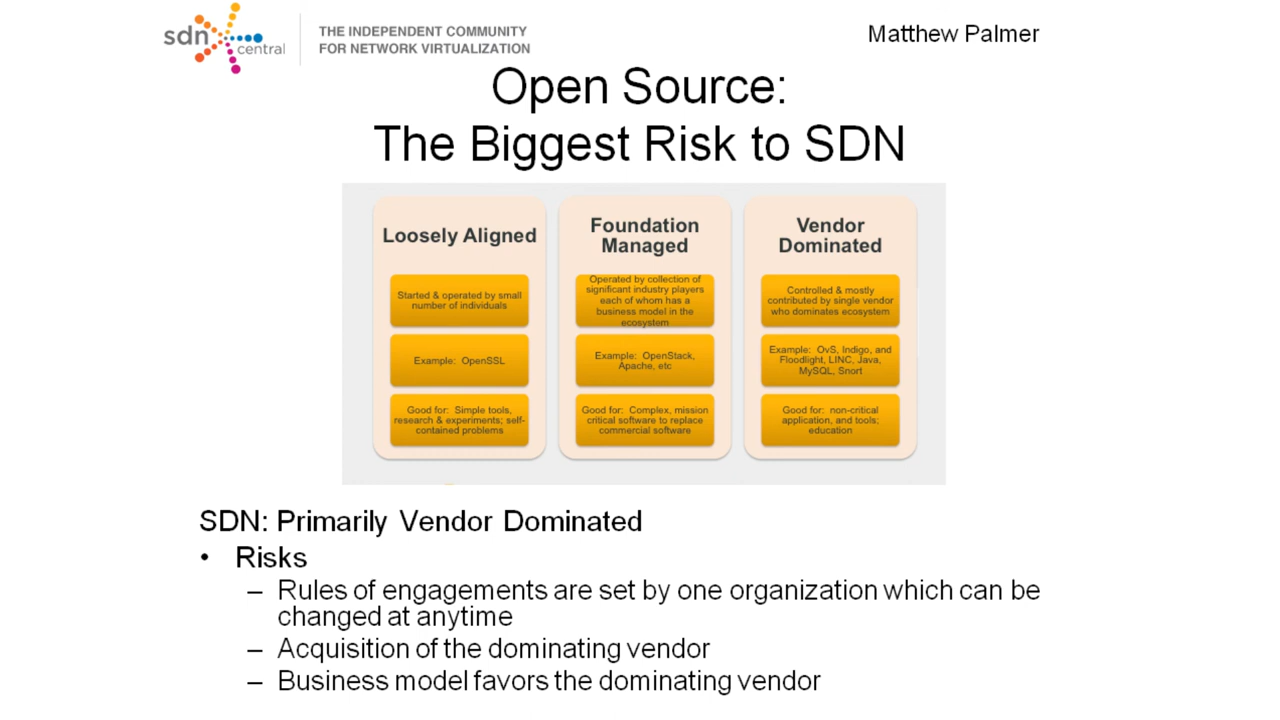 sdn central
THE INDEPENDENT COMMUNITY
FOR NETWORK VIRTUALIZATION
Matthew Palmer
Open Source:
The Biggest Risk to SDN
Loosely Aligned
Started & operated by small
number of individuals
Example: OpenSSL
Good for: Simple tools,
research & experiments; self-
contained problems
Foundation
Managed
Operated by collection of
significant industry players
each of whom has a
business model in the
ecosystem
Example: OpenStack,
Apache, etc
Good for: Complex, mission
critical software to replace
commercial software
Vendor
Dominated
Controlled & mostly
contributed by single vendor
who dominates ecosystem
Example: OvS, Indigo, and
Floodlight, LINC, Java,
MySQL, Snort
Good for: non-critical
application, and tools;
education
SDN: Primarily Vendor Dominated
• Risks
– Rules of engagements are set by one organization which can be
changed at anytime
– Acquisition of the dominating vendor
– Business model favors the dominating vendor